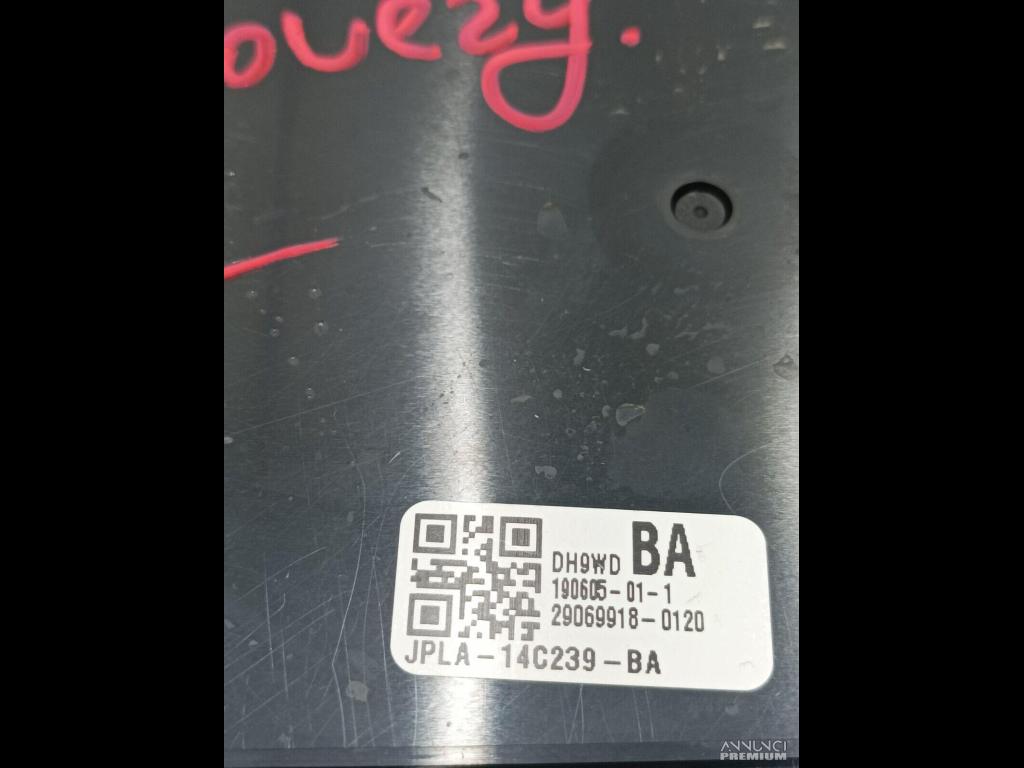 overy.
DH9WD BA
190605-01-1
29069918-0120
JPLA-14C239-BA
ANNUNCI
PREMIUM